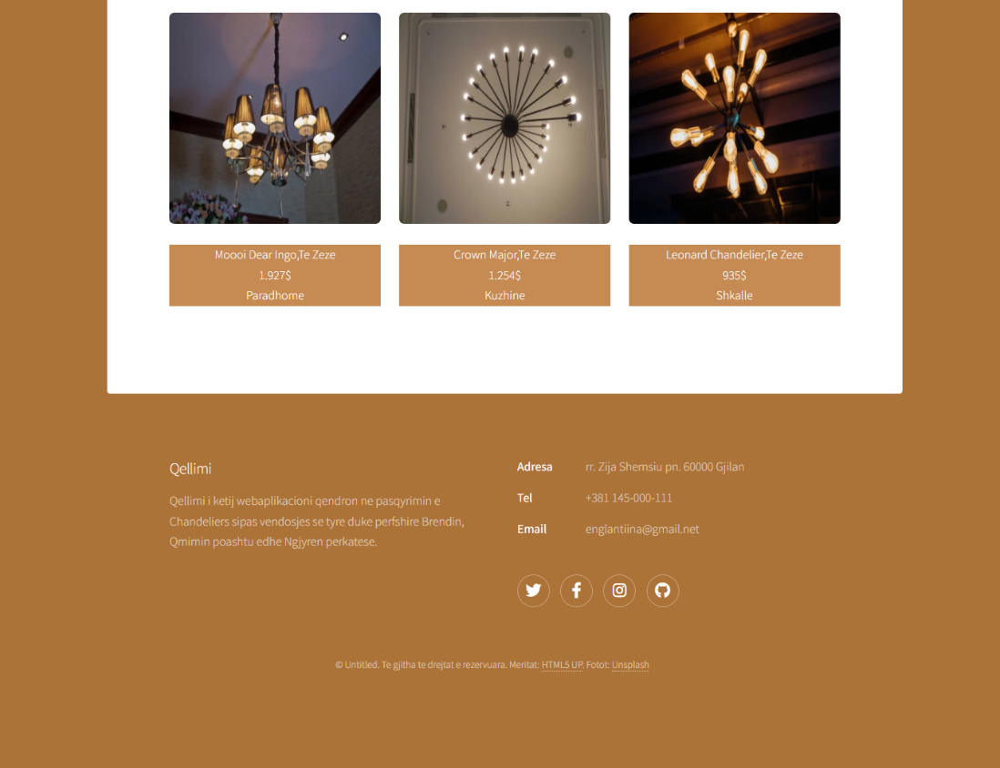 Moooi Dear Ingo,Te Zeze
1.927$
Paradhome
Crown Major,Te Zeze
1.254$
Kuzhine
Leonard Chandelier,Te Zeze
935$
Shkalle
Qellimi
Qellimi i ketij webaplikacioni qendron ne pasqyrimin e
Chandeliers sipas vendosjes se tyre duke perfshire Brendin,
Qmimin poashtu edhe Ngjyren perkatese.
Adresa rr. Zija Shemsiu pn. 60000 Gjilan
Tel +381 145-000-111
Email englantiina@gmail.net
© Untitled. Te gjitha te drejtat e rezervuara. Meritat: HTML5 UP. Fotot: Unsplash